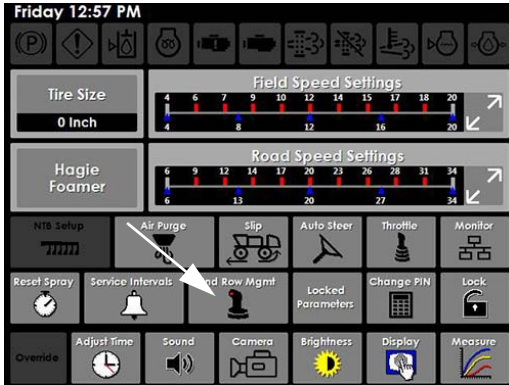 Friday 12:57 PM
(P)
Tire Size
0 Inch
Field Speed Settings
4 6 7 9 10 12 14 15 17 18 20
4 8 12 16 20
Hagie
Foamer
Road Speed Settings
6 9 12 14 17 20 23 26 28 31 34
6 13 20 27 34
NTB Setup
Air Purge
Slip
Auto Steer
Throttle
Monitor
Reset Spray
Service Intervals
nd Row Mgmt
Locked
Parameters
Change PIN
Lock
Override
Adjust Time
Sound
Camera
Brightness
Display
Measure